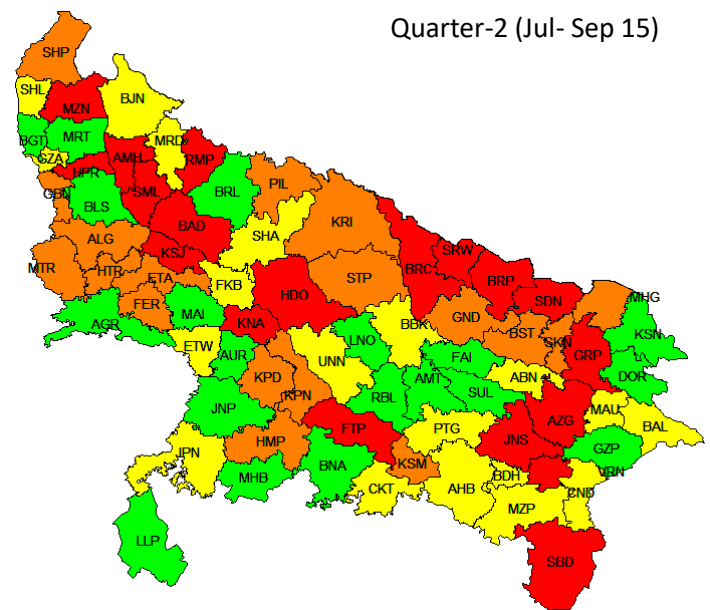 Quarter-2 (Jul- Sep 15)
SHP
SHL
MZN
BJN
BGT
MRT
MRD
GZA
AMH
RMP
HPR
SML
BRL
PIL
GBN
BLS
BAD
KRI
SHA
ALG
KSJ
SRW
BRC
MTR
HTR
ETA
STP
BRP
FKB
HDO
SDN
FER
MAI
MHG
AGR
KNA
BBK
GND
BST
SKN
KSN
ETW
LNO
GRP
AUR
UNN
FAI
DOR
KPD
AMT
ABN
KPN
RBL
SUL
JNP
AZG
MAU
FTP
PTG
BAL
HMP
JNS
GZP
JPN
BNA
KSM
VRN
MHB
BDH
CKT
AHB
CND
MZP
LLP
SBD